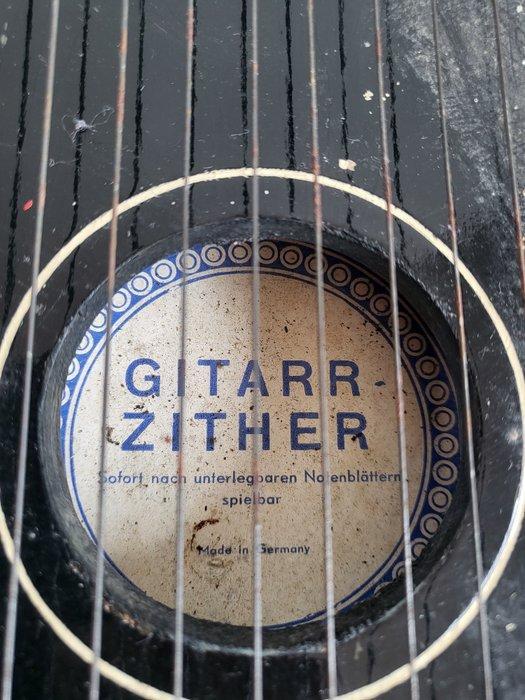 GITARR-
ZITHER
Sofort nach unterlegbaren Notenblättern
spielbar
Made in Germany